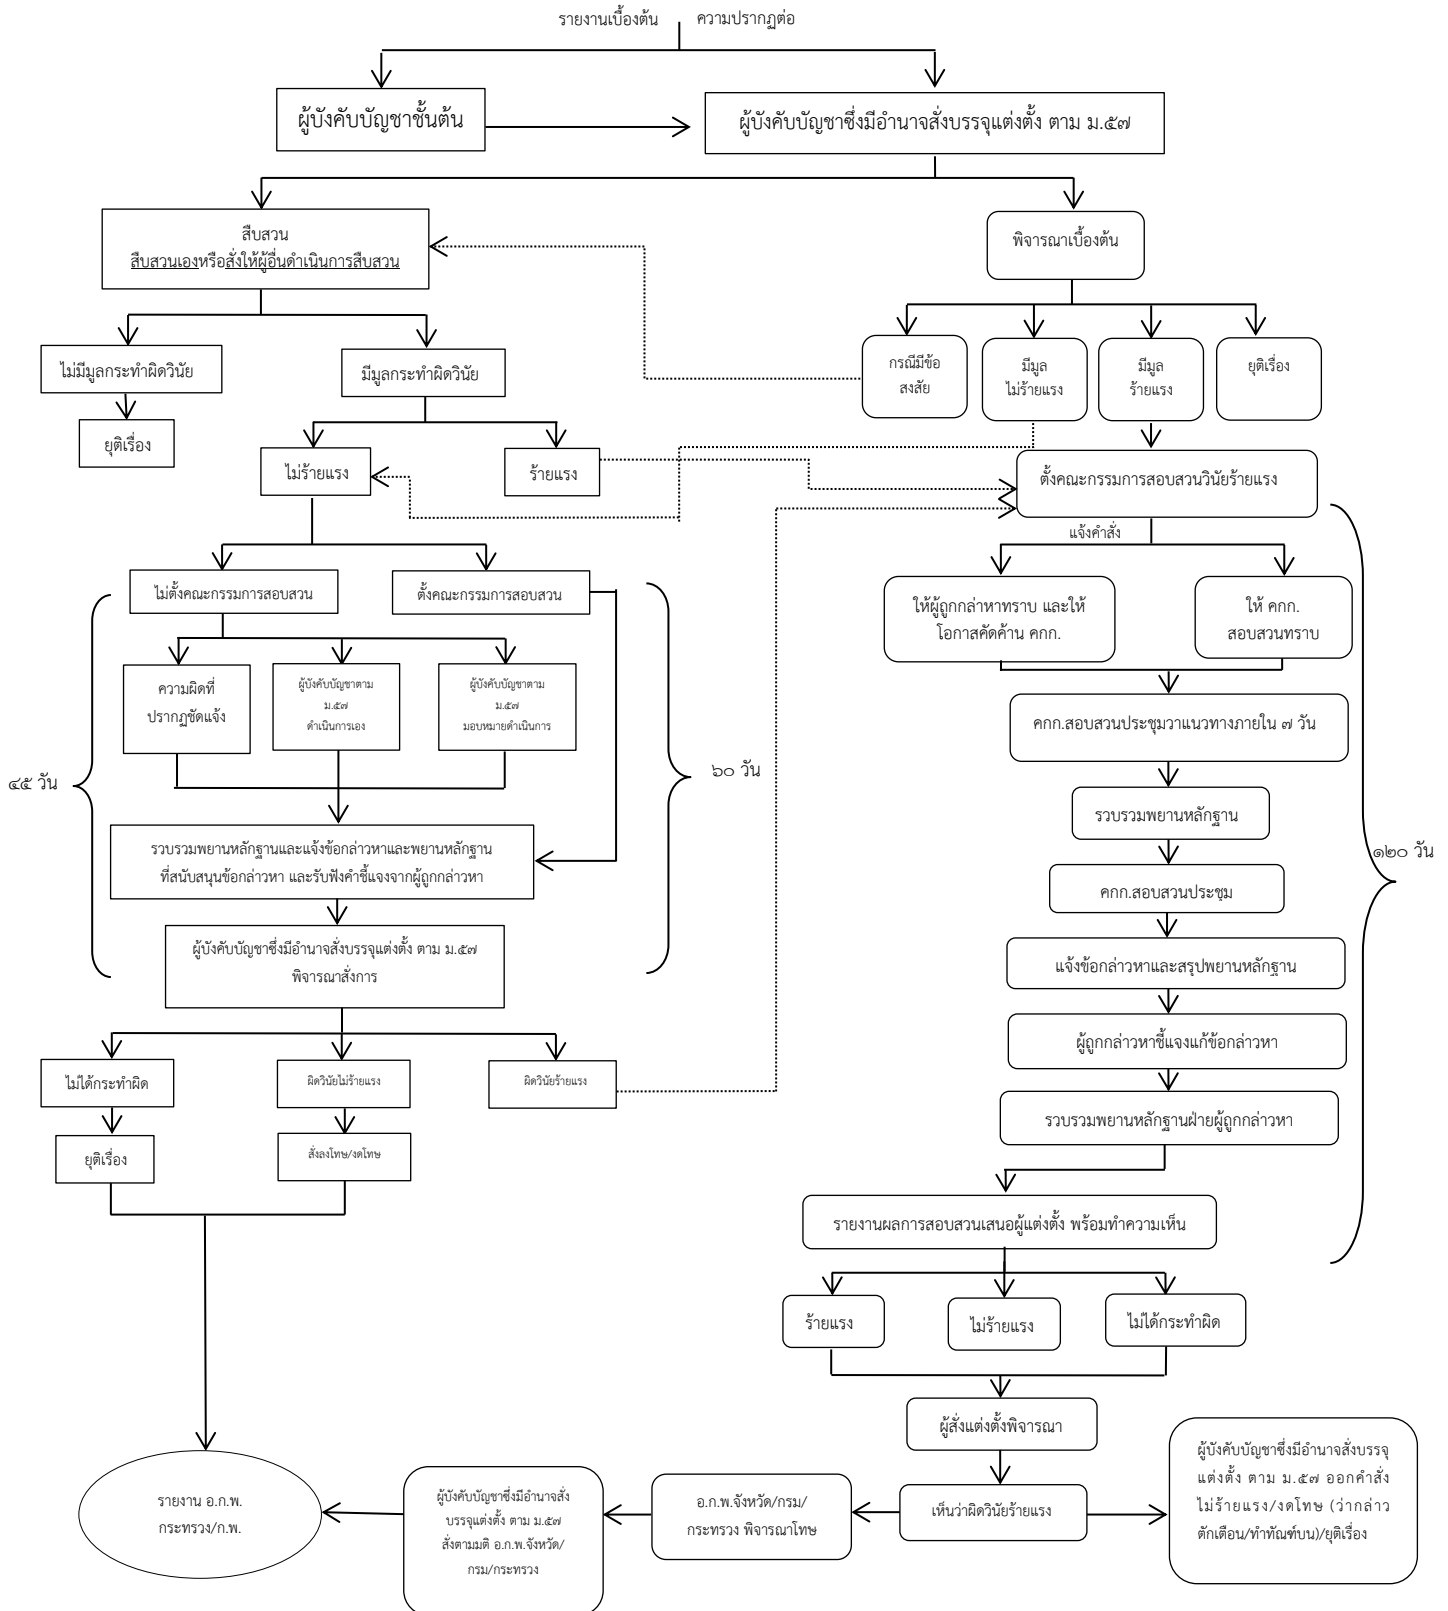 รายงานเบื้องต้น ความปรากฏต่อ
ผู้บังคับบัญชาชั้นต้น
ผู้บังคับบัญชาซึ่งมีอำนาจสั่งบรรจุแต่งตั้ง ตาม ม.๕๗
สืบสวน
สืบสวนเองหรือสั่งให้ผู้อื่นดำเนินการสืบสวน
พิจารณาเบื้องต้น
ไม่มีมูลกระทำผิดวินัย
มีมูลกระทำผิดวินัย
กรณีมีข้อ
สงสัย
มีมูล
ไม่ร้ายแรง
มีมูล
ร้ายแรง
ยุติเรื่อง
ยุติเรื่อง
ไม่ร้ายแรง
ร้ายแรง
ตั้งคณะกรรมการสอบสวนวินัยร้ายแรง
แจ้งคำสั่ง
ไม่ตั้งคณะกรรมการสอบสวน
ตั้งคณะกรรมการสอบสวน
ให้ผู้ถูกกล่าหาทราบ และให้
โอกาสคัดค้าน คกก.
ให้ คกก.
สอบสวนทราบ
ความผิดที่
ปรากฏชัดแจ้ง
ผู้บังคับบัญชาตาม
ม.๕๗
ดำเนินการเอง
ผู้บังคับบัญชาตาม
ม.๕๗
มอบหมายดำเนินการ
คกก.สอบสวนประชุมวาแนวทางภายใน ๗ วัน
๔๕ วัน
๖๐ วัน
รวบรวมพยานหลักฐาน
๑๒๐ วัน
รวบรวมพยานหลักฐานและแจ้งข้อกล่าวหาและพยานหลักฐาน
ที่สนับสนุนข้อกล่าวหา และรับฟังคำชี้แจงจากผู้ถูกกล่าวหา
คกก.สอบสวนประชุม
ผู้บังคับบัญชาซึ่งมีอำนาจสั่งบรรจุแต่งตั้ง ตาม ม.๕๗
พิจารณาสั่งการ
แจ้งข้อกล่าวหาและสรุปพยานหลักฐาน
ผู้ถูกกล่าวหาชี้แจงแก้ข้อกล่าวหา
ไม่ได้กระทำผิด
ผิดวินัยไม่ร้ายแรง
ผิดวินัยร้ายแรง
รวบรวมพยานหลักฐานฝ่ายผู้ถูกกล่าวหา
ยุติเรื่อง
สั่งลงโทษ/งดโทษ
รายงานผลการสอบสวนเสนอผู้แต่งตั้ง พร้อมทำความเห็น
ร้ายแรง
ไม่ร้ายแรง
ไม่ได้กระทำผิด
ผู้สั่งแต่งตั้งพิจารณา
รายงาน อ.ก.พ.
กระทรวง/ก.พ.
ผู้บังคับบัญชาซึ่งมีอำนาจสั่ง
บรรจุแต่งตั้ง ตาม ม.๕๗
สั่งตามมติ อ.ก.พ.จังหวัด/
กรม/กระทรวง
อ.ก.พ.จังหวัด/กรม/
กระทรวง พิจารณาโทษ
เห็นว่าผิดวินัยร้ายแรง
ผู้บังคับบัญชาซึ่งมีอำนาจสั่งบรรจุ
แต่งตั้ง ตาม ม.๕๗ ออกคำสั่ง
ไม่ร้ายแรง/งดโทษ (ว่ากล่าว
ตักเตือน/ทำทัณฑ์บน)/ยุติเรื่อง